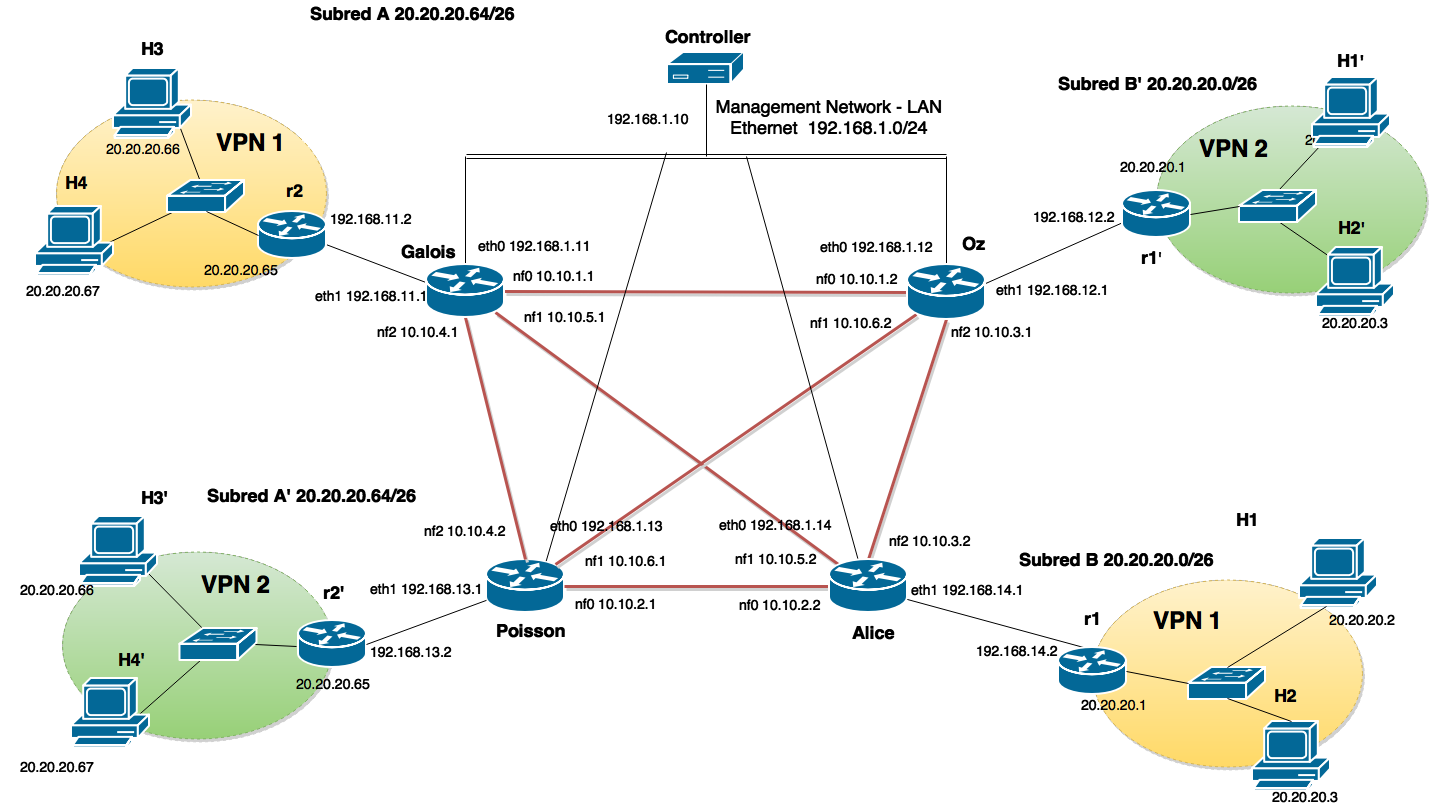 Subred A 20.20.20.64/26
Controller
192.168.1.10
Management Network - LAN
Ethernet 192.168.1.0/24
H3
20.20.20.66
VPN 1
H4
20.20.20.67
r2
192.168.11.2
20.20.20.65
Subred B' 20.20.20.0/26
H1'
VPN 2
20.20.20.1
192.168.12.2
r1'
H2'
20.20.20.3
Galois
eth0 192.168.1.11
nf0 10.10.1.1
eth1 192.168.11.1
nf1 10.10.5.1
nf2 10.10.4.1
Oz
eth0 192.168.1.12
nf0 10.10.1.2
eth1 192.168.12.1
nf1 10.10.6.2
nf2 10.10.3.1
H3'
Subred A' 20.20.20.64/26
20.20.20.66
VPN 2
r2'
H4'
192.168.13.2
20.20.20.65
20.20.20.67
nf2 10.10.4.2
eth0 192.168.1.13
nf1 10.10.6.1
eth1 192.168.13.1
nf0 10.10.2.1
Poisson
eth0 192.168.1.14
nf2 10.10.3.2
nf1 10.10.5.2
eth1 192.168.14.1
nf0 10.10.2.2
Alice
H1
Subred B 20.20.20.0/26
VPN 1
r1
20.20.20.2
192.168.14.2
20.20.20.1
H2
20.20.20.3